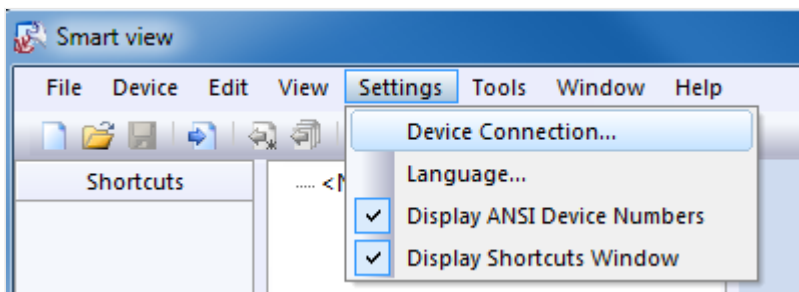 Smart view
File Device Edit View Settings Tools Window Help
Device Connection...
Shortcuts
Language...
Display ANSI Device Numbers
Display Shortcuts Window